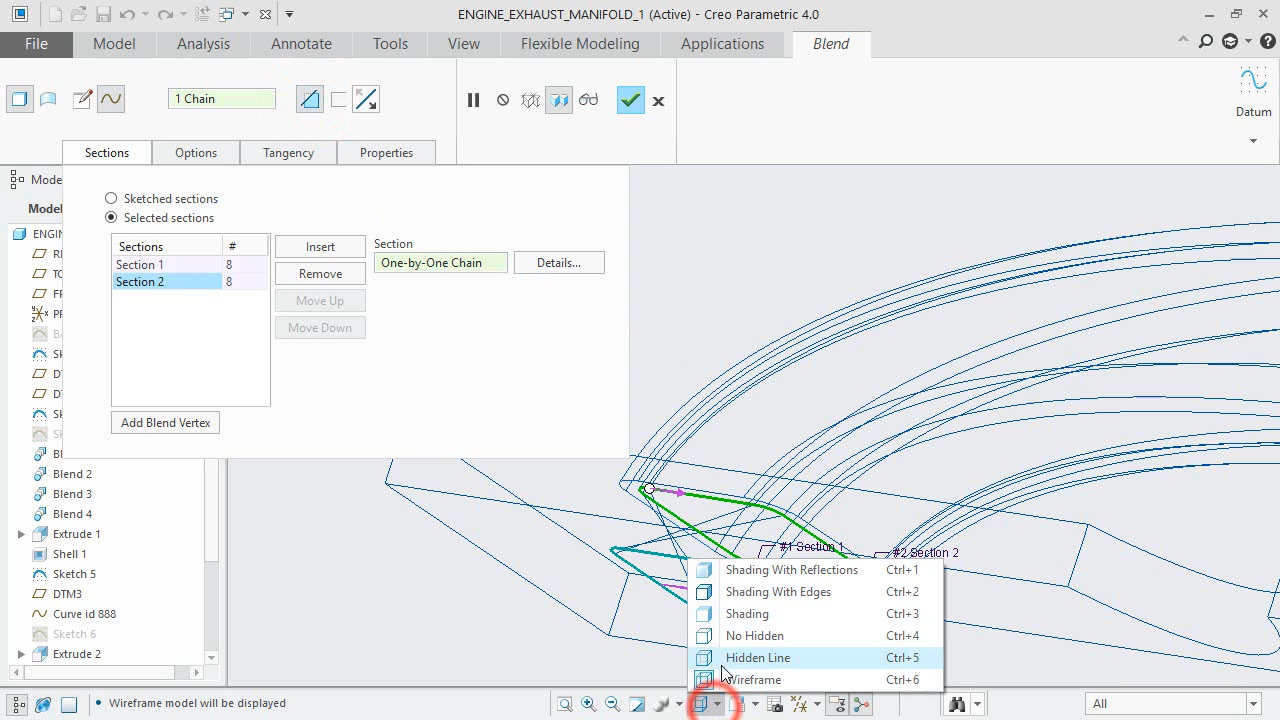 ENGINE_EXHAUST_MANIFOLD_1 (Active) - Creo Parametric 4.0
File Model Analysis Annotate Tools View Flexible Modeling Applications Blend
1 Chain
Datum
Sections Options Tangency Properties
Mode
Model
Sketched sections
Selected sections
Sections #
Section 1 8
Section 2 8
Insert
Remove
Move Up
Move Down
Section
One-by-One Chain
Details...
Add Blend Vertex
ENGIN
Blend 2
Blend 3
Blend 4
Extrude 1
Shell 1
Sketch 5
DTM3
Curve id 888
Sketch 6
Extrude 2
#1 Section 1
#2 Section 2
Shading With Reflections Ctrl+1
Shading With Edges Ctrl+2
Shading Ctrl+3
No Hidden Ctrl+4
Hidden Line Ctrl+5
Wireframe Ctrl+6
Wireframe model will be displayed
All